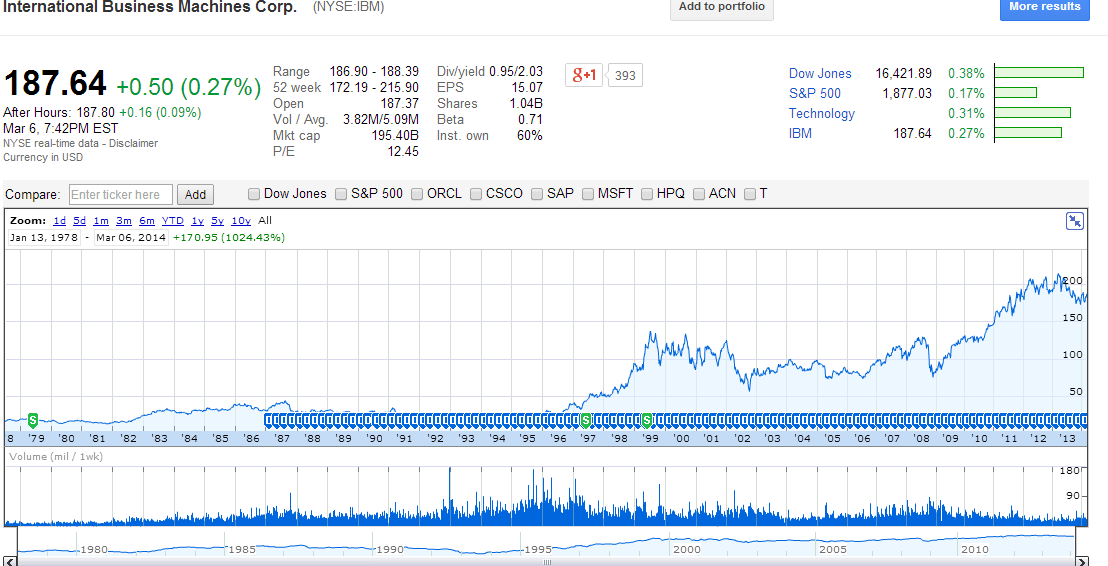 International Business Machines Corp. (NYSE:IBM)
Add to portfolio
More results
187.64 +0.50 (0.27%)
After Hours: 187.80 +0.16 (0.09%)
Mar 6, 7:42PM EST
NYSE real-time data - Disclaimer
Currency in USD
Range 186.90 - 188.39
52 week 172.19 - 215.90
Open 187.37
Vol / Avg. 3.82M/5.09M
Mkt cap 195.40B
P/E 12.45
Div/yield 0.95/2.03
EPS 15.07
Shares 1.04B
Beta 0.71
Inst. own 60%
g+1 393
Dow Jones 16,421.89 0.38%
S&P 500 1,877.03 0.17%
Technology 0.31%
IBM 187.64 0.27%
Compare: Enter ticker here Add Dow Jones S&P 500 ORCL CSCO SAP MSFT HPQ ACN T
Zoom: 1d 5d 1m 3m 6m YTD 1y 5y 10y All
Jan 13, 1978 - Mar 06, 2014 +170.95 (1024.43%)
200
150
100
50
S S S
8 '79 '80 '81 '82 '83 '84 '85 '86 '87 '88 '89 '90 '91 '92 '93 '94 '95 '96 '97 '98 '99 '00 '01 '02 '03 '04 '05 '06 '07 '08 '09 '10 '11 '12 '13
Volume (mil / 1wk)
180
90
1980 1985 1990 1995 2000 2005 2010